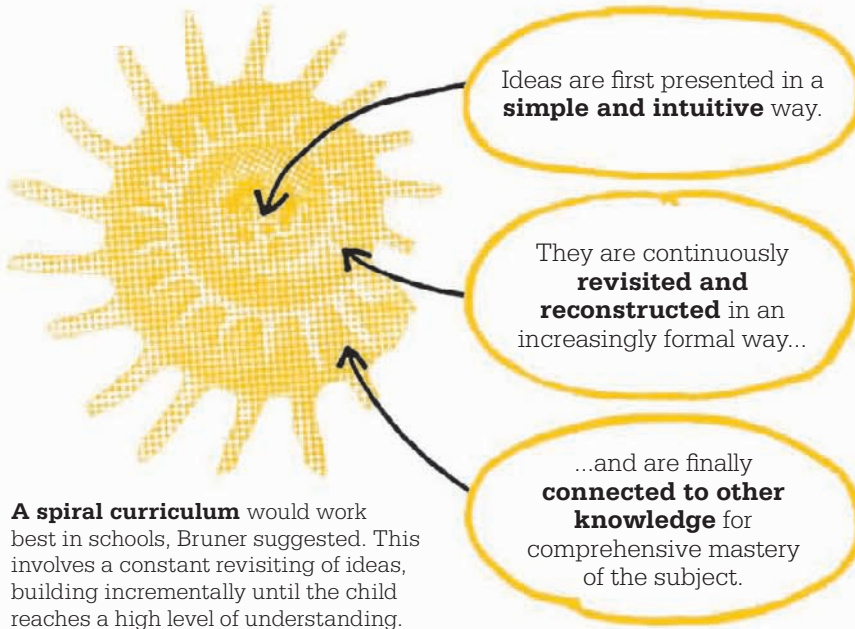 Ideas are first presented in a
simple and intuitive way.
They are continuously
revisited and
reconstructed in an
increasingly formal way...
...and are finally
connected to other
knowledge for
comprehensive mastery
of the subject.
A spiral curriculum would work
best in schools, Bruner suggested. This
involves a constant revisiting of ideas,
building incrementally until the child
reaches a high level of understanding.